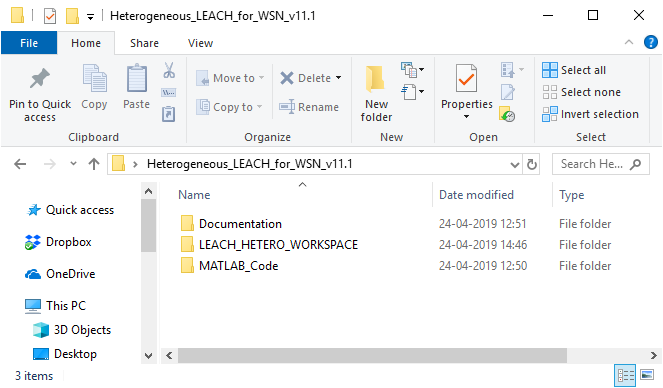 Heterogeneous_LEACH_for_WSN_v11.1
File Home Share View
Pin to Quick access
Copy
Paste
Clipboard
Move to
Copy to
Delete
Rename
Organize
New folder
New
Properties
Open
Select all
Select none
Invert selection
Select
Heterogeneous_LEACH_for_WSN_v11.1
Search He...
Name Date modified Type
Documentation 24-04-2019 12:51 File folder
LEACH_HETERO_WORKSPACE 24-04-2019 14:46 File folder
MATLAB_Code 24-04-2019 12:50 File folder
Quick access
Dropbox
OneDrive
This PC
3D Objects
Desktop
3 items